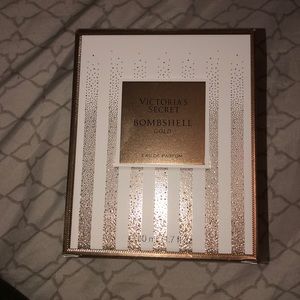 VICTORIA'S
SECRET
BOMBSHELL
GOLD
EAU DE PARFUM